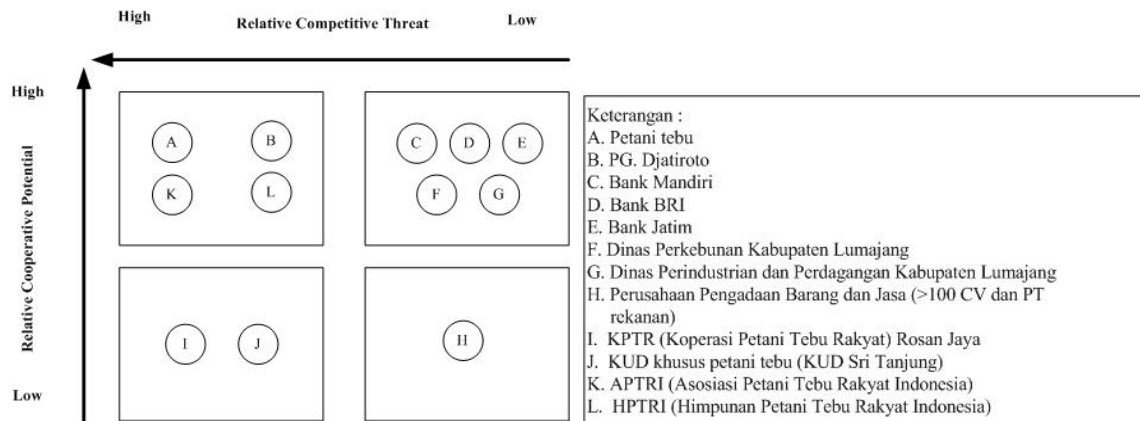 High
Relative Competitive Threat
Low
High
Relative Cooperative Potential
Low
A
B
K
L
C
D
E
F
G
I
J
H
Keterangan :
A. Petani tebu
B. PG. Djatiroto
C. Bank Mandiri
D. Bank BRI
E. Bank Jatim
F. Dinas Perkebunan Kabupaten Lumajang
G. Dinas Perindustrian dan Perdagangan Kabupaten Lumajang
H. Perusahaan Pengadaan Barang dan Jasa (>100 CV dan PT
rekanan)
I. KPTR (Koperasi Petani Tebu Rakyat) Rosan Jaya
J. KUD khusus petani tebu (KUD Sri Tanjung)
K. APTRI (Asosiasi Petani Tebu Rakyat Indonesia)
L. HPTRI (Himpunan Petani Tebu Rakyat Indonesia)